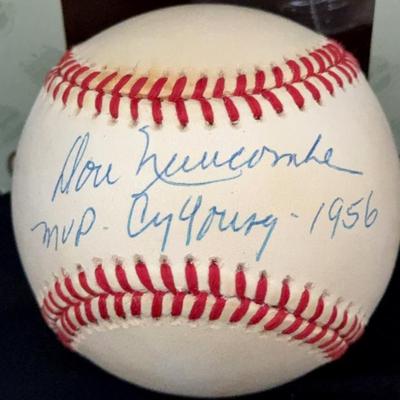 Don Newcombe
MVP - Cy Young - 1956